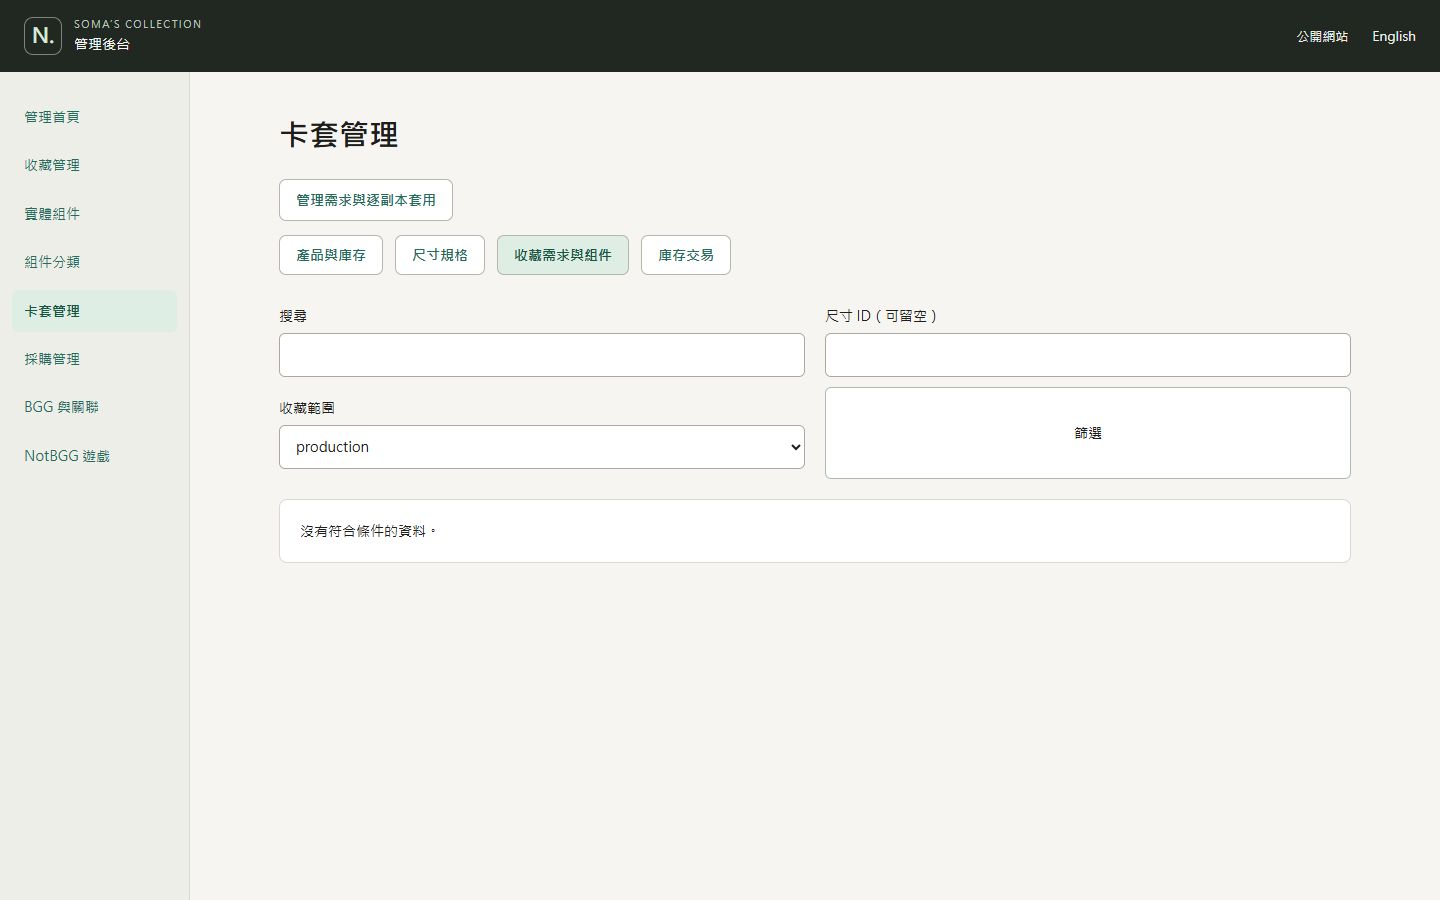 N.
SOMA'S COLLECTION
管理後台
公開網站
English
管理首頁
收藏管理
實體組件
組件分類
卡套管理
採購管理
BGG 與關聯
NotBGG 遊戲
卡套管理
管理需求與逐副本套用
產品與庫存
尺寸規格
收藏需求與組件
庫存交易
搜尋
尺寸 ID（可留空）
收藏範圍
production
篩選
沒有符合條件的資料。